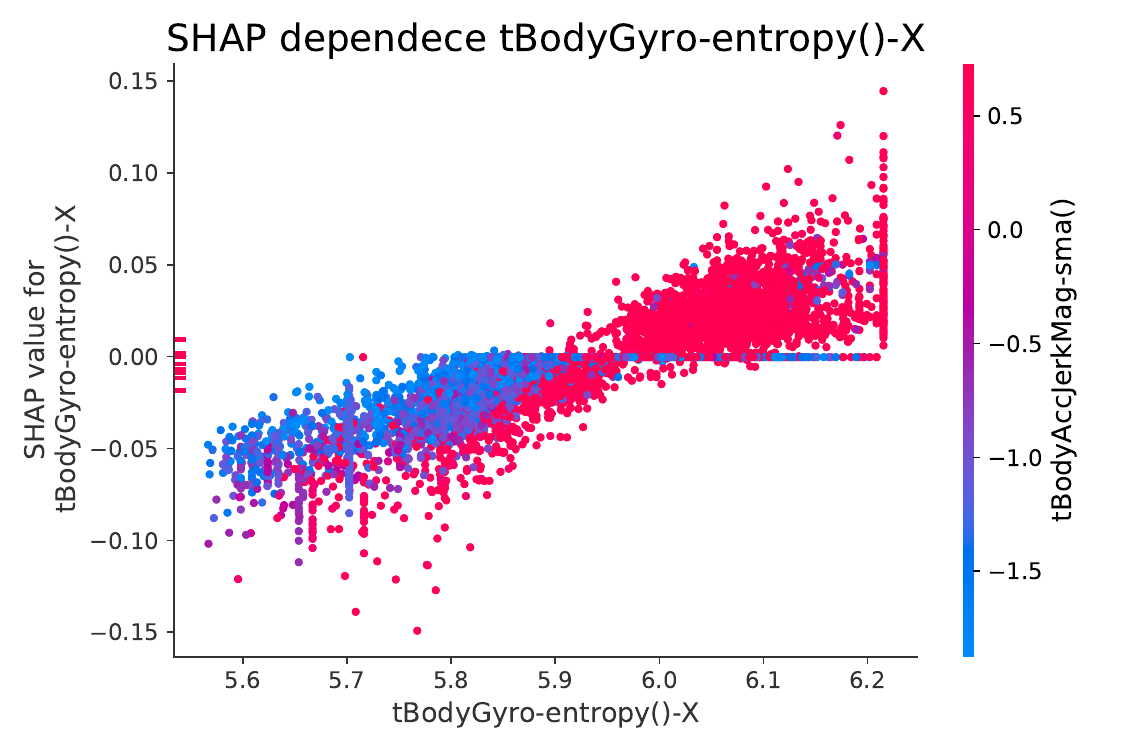 SHAP dependece tBodyGyro-entropy()-X
0.15
0.10
0.05
0.00
−0.05
−0.10
−0.15
SHAP value for
tBodyGyro-entropy()-X
5.6 5.7 5.8 5.9 6.0 6.1 6.2
tBodyGyro-entropy()-X
0.5
0.0
−0.5
−1.0
−1.5
tBodyAccJerkMag-sma()